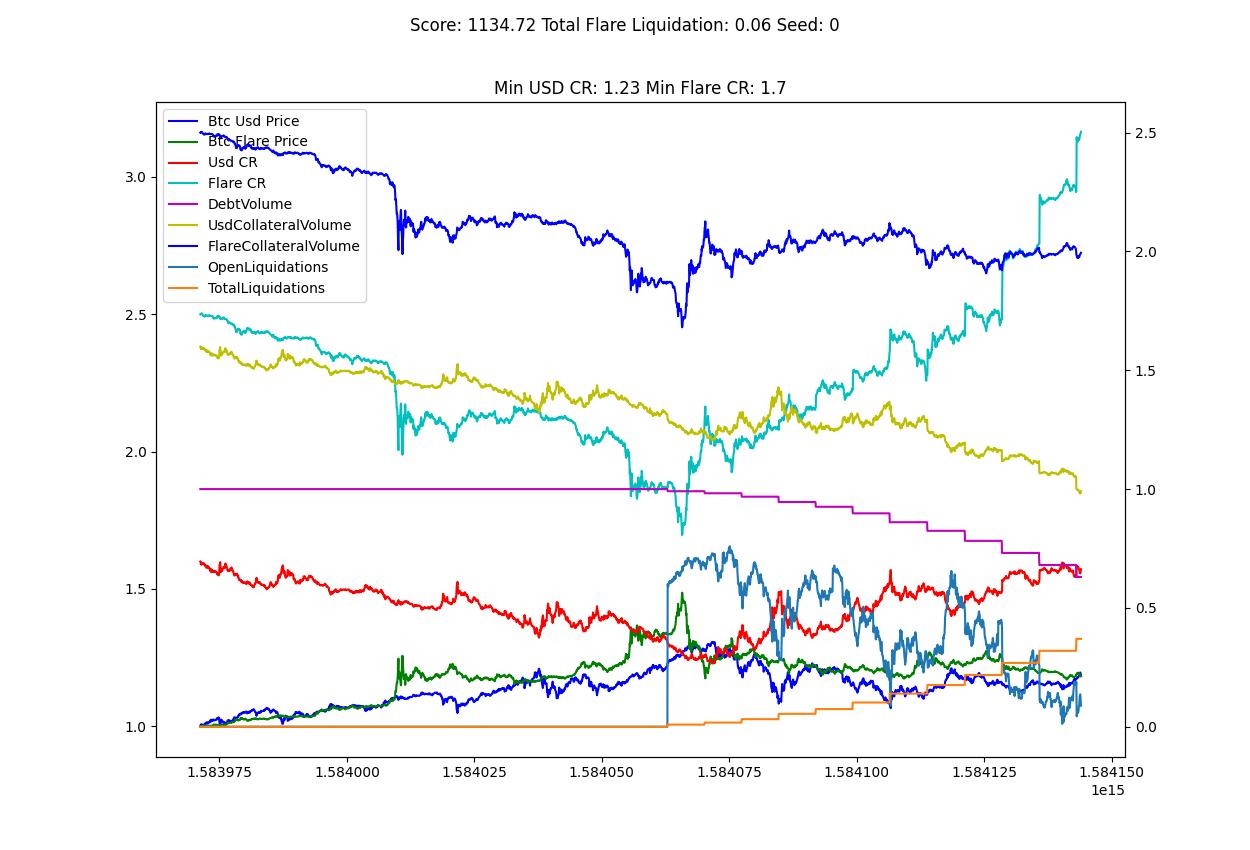 Score: 1134.72 Total Flare Liquidation: 0.06 Seed: 0
Min USD CR: 1.23 Min Flare CR: 1.7
Btc Usd Price
Btc Flare Price
Usd CR
Flare CR
DebtVolume
UsdCollateralVolume
FlareCollateralVolume
OpenLiquidations
TotalLiquidations
3.0
2.5
2.0
1.5
1.0
2.5
2.0
1.5
1.0
0.5
0.0
1.583975 1.584000 1.584025 1.584050 1.584075 1.584100 1.584125 1.584150
1e15